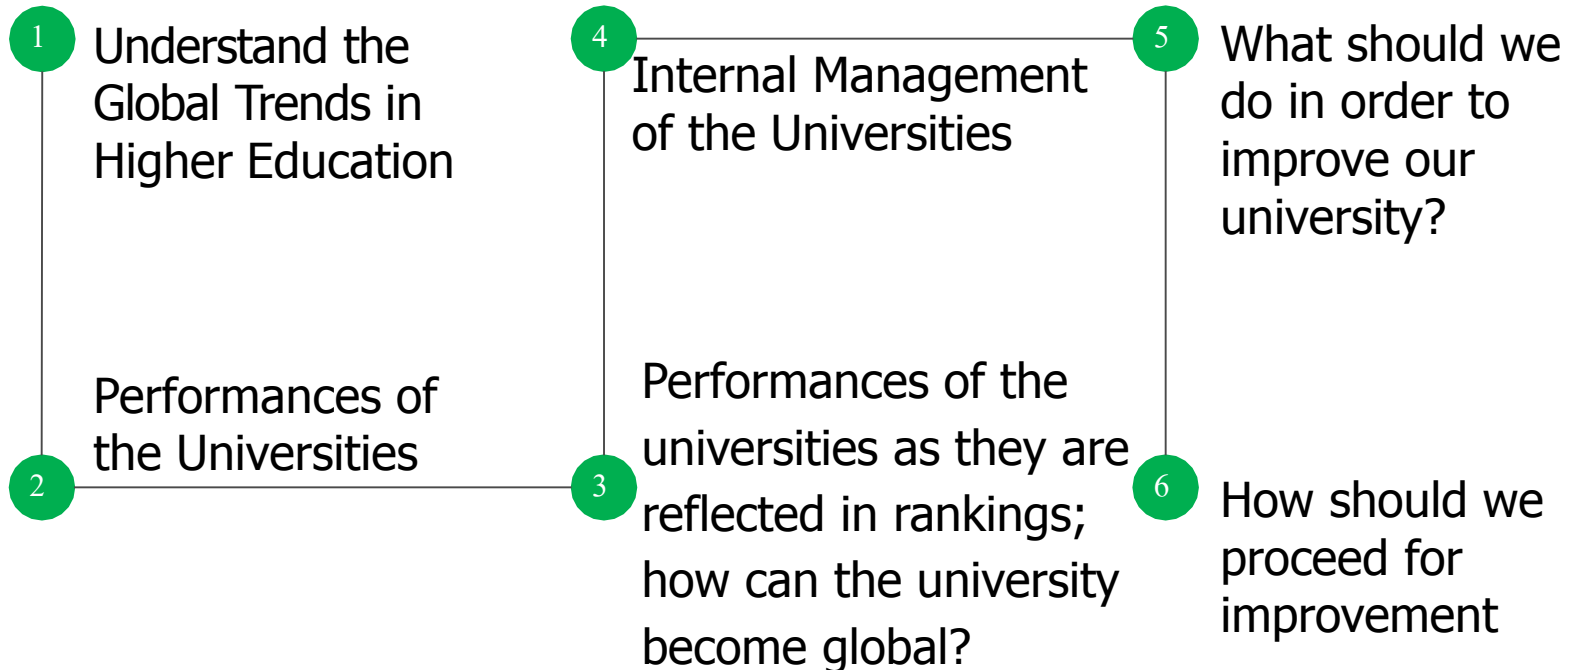 1
Understand the
Global Trends in
Higher Education
2
Performances of
the Universities
3
Performances of the
universities as they are
reflected in rankings;
how can the university
become global?
4
Internal Management
of the Universities
5
What should we
do in order to
improve our
university?
6
How should we
proceed for
improvement